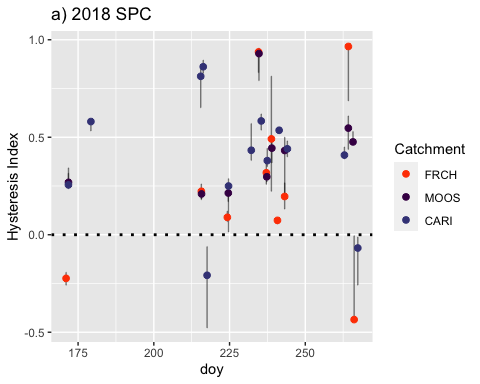 a) 2018 SPC
1.0
0.5
0.0
-0.5
Hysteresis Index
175
200
225
250
doy
Catchment
FRCH
MOOS
CARI